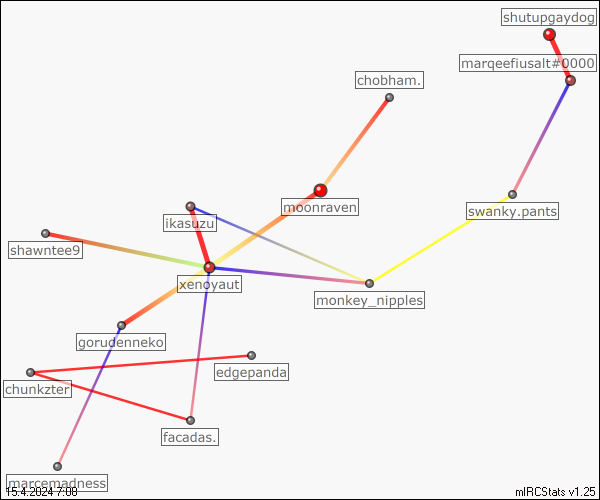 shutupgaydog
marqeefiusalt#0000
chobham.
moonraven
swanky.pants
ikasuzu
shawntee9
xenoyaut
monkey_nipples
gorudenneko
edgepanda
chunkzter
facadas.
marcemadness
15.4.2024 7:08
mIRCStats v1.25